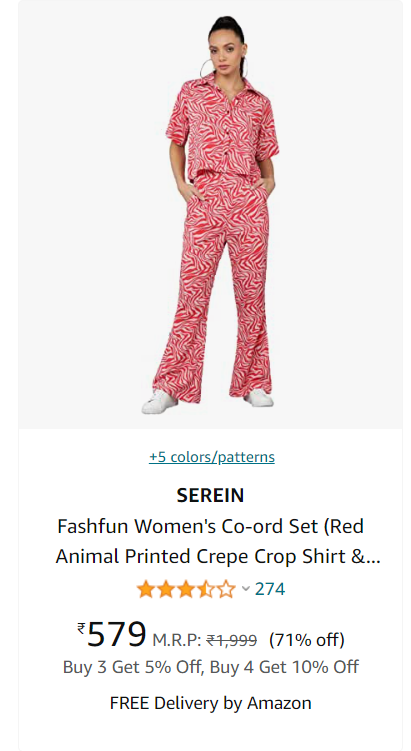 +5 colors/patterns
SEREIN
Fashfun Women's Co-ord Set (Red
Animal Printed Crepe Crop Shirt &...
274
₹579 M.R.P: ₹1,999 (71% off)
Buy 3 Get 5% Off, Buy 4 Get 10% Off
FREE Delivery by Amazon